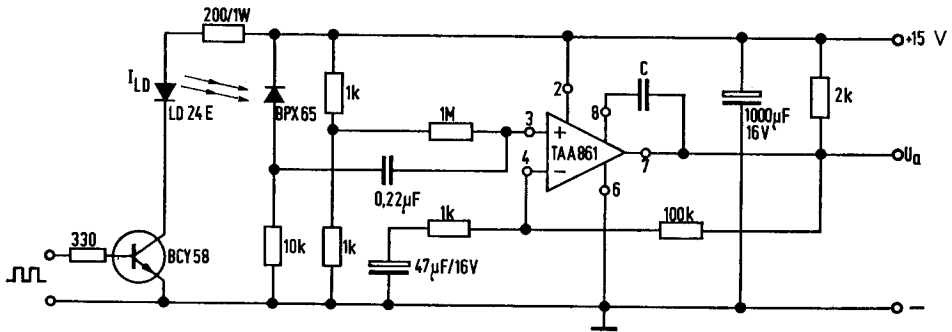 200/1W
+15 V
I_LD
LD 24 E
BPX 65
1k
1M
2
8
C
3
+
TAA861
4
−
7
6
1000µF
16V
2k
Ua
0,22µF
330
BCY 58
10k
1k
1k
47µF/16V
100k
−